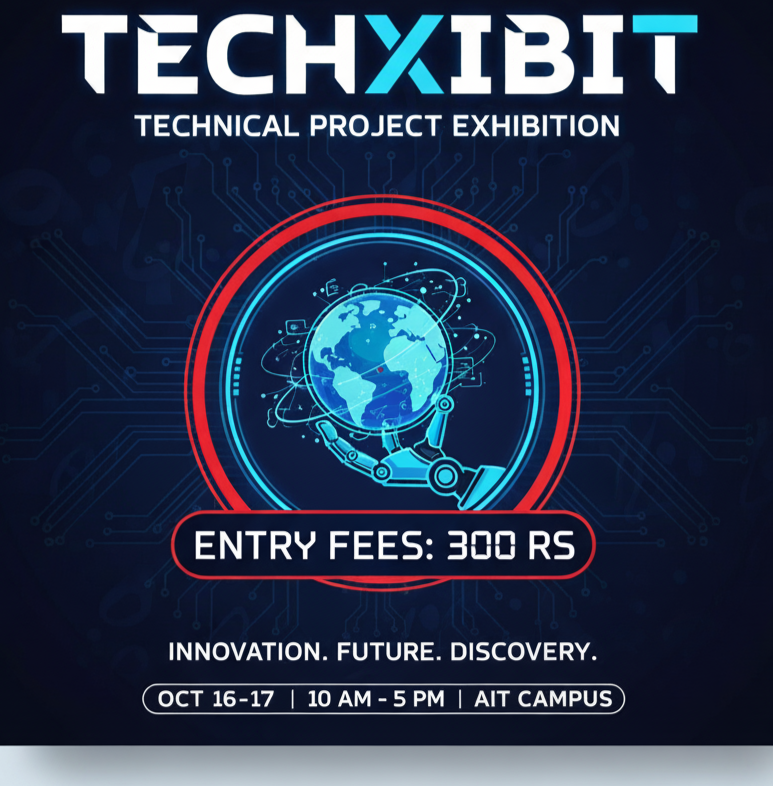 TECHXIBIT
TECHNICAL PROJECT EXHIBITION
ENTRY FEES: 300 RS
INNOVATION. FUTURE. DISCOVERY.
OCT 16-17 | 10 AM - 5 PM | AIT CAMPUS